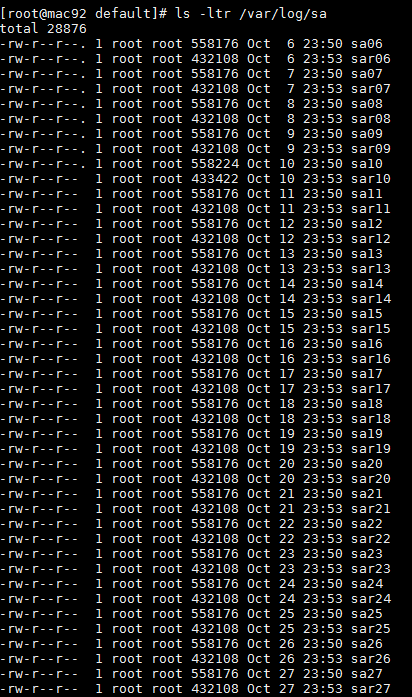 [root@mac92 default]# ls -ltr /var/log/sa
total 28876
-rw-r--r--. 1 root root 558176 Oct  6 23:50 sa06
-rw-r--r--. 1 root root 432108 Oct  6 23:53 sar06
-rw-r--r--. 1 root root 558176 Oct  7 23:50 sa07
-rw-r--r--. 1 root root 432108 Oct  7 23:53 sar07
-rw-r--r--. 1 root root 558176 Oct  8 23:50 sa08
-rw-r--r--. 1 root root 432108 Oct  8 23:53 sar08
-rw-r--r--. 1 root root 558176 Oct  9 23:50 sa09
-rw-r--r--. 1 root root 432108 Oct  9 23:53 sar09
-rw-r--r--. 1 root root 558224 Oct 10 23:50 sa10
-rw-r--r--  1 root root 433422 Oct 10 23:53 sar10
-rw-r--r--  1 root root 558176 Oct 11 23:50 sa11
-rw-r--r--  1 root root 432108 Oct 11 23:53 sar11
-rw-r--r--  1 root root 558176 Oct 12 23:50 sa12
-rw-r--r--  1 root root 432108 Oct 12 23:53 sar12
-rw-r--r--  1 root root 558176 Oct 13 23:50 sa13
-rw-r--r--  1 root root 432108 Oct 13 23:53 sar13
-rw-r--r--  1 root root 558176 Oct 14 23:50 sa14
-rw-r--r--  1 root root 432108 Oct 14 23:53 sar14
-rw-r--r--  1 root root 558176 Oct 15 23:50 sa15
-rw-r--r--  1 root root 432108 Oct 15 23:53 sar15
-rw-r--r--  1 root root 558176 Oct 16 23:50 sa16
-rw-r--r--  1 root root 432108 Oct 16 23:53 sar16
-rw-r--r--  1 root root 558176 Oct 17 23:50 sa17
-rw-r--r--  1 root root 432108 Oct 17 23:53 sar17
-rw-r--r--  1 root root 558176 Oct 18 23:50 sa18
-rw-r--r--  1 root root 432108 Oct 18 23:53 sar18
-rw-r--r--  1 root root 558176 Oct 19 23:50 sa19
-rw-r--r--  1 root root 432108 Oct 19 23:53 sar19
-rw-r--r--  1 root root 558176 Oct 20 23:50 sa20
-rw-r--r--  1 root root 432108 Oct 20 23:53 sar20
-rw-r--r--  1 root root 558176 Oct 21 23:50 sa21
-rw-r--r--  1 root root 432108 Oct 21 23:53 sar21
-rw-r--r--  1 root root 558176 Oct 22 23:50 sa22
-rw-r--r--  1 root root 432108 Oct 22 23:53 sar22
-rw-r--r--  1 root root 558176 Oct 23 23:50 sa23
-rw-r--r--  1 root root 432108 Oct 23 23:53 sar23
-rw-r--r--  1 root root 558176 Oct 24 23:50 sa24
-rw-r--r--  1 root root 432108 Oct 24 23:53 sar24
-rw-r--r--  1 root root 558176 Oct 25 23:50 sa25
-rw-r--r--  1 root root 432108 Oct 25 23:53 sar25
-rw-r--r--  1 root root 558176 Oct 26 23:50 sa26
-rw-r--r--  1 root root 432108 Oct 26 23:53 sar26
-rw-r--r--  1 root root 558176 Oct 27 23:50 sa27
-rw-r--r--  1 root root 432108 Oct 27 23:53 sar27